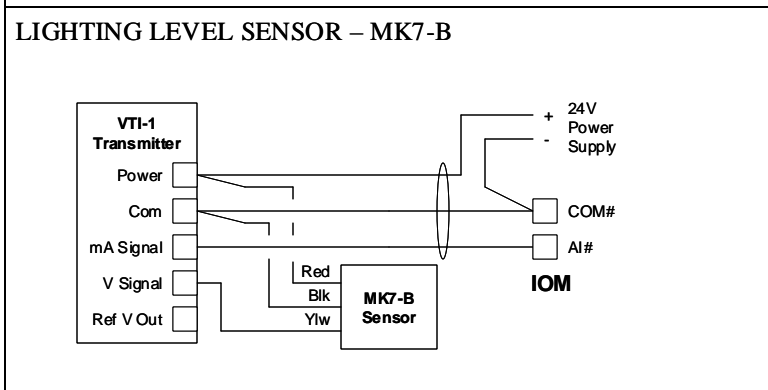 LIGHTING LEVEL SENSOR – MK7-B
VTI-1
Transmitter
Power
Com
mA Signal
V Signal
Ref V Out
Red
Blk
Ylw
MK7-B
Sensor
+
-
24V
Power
Supply
COM#
AI#
IOM